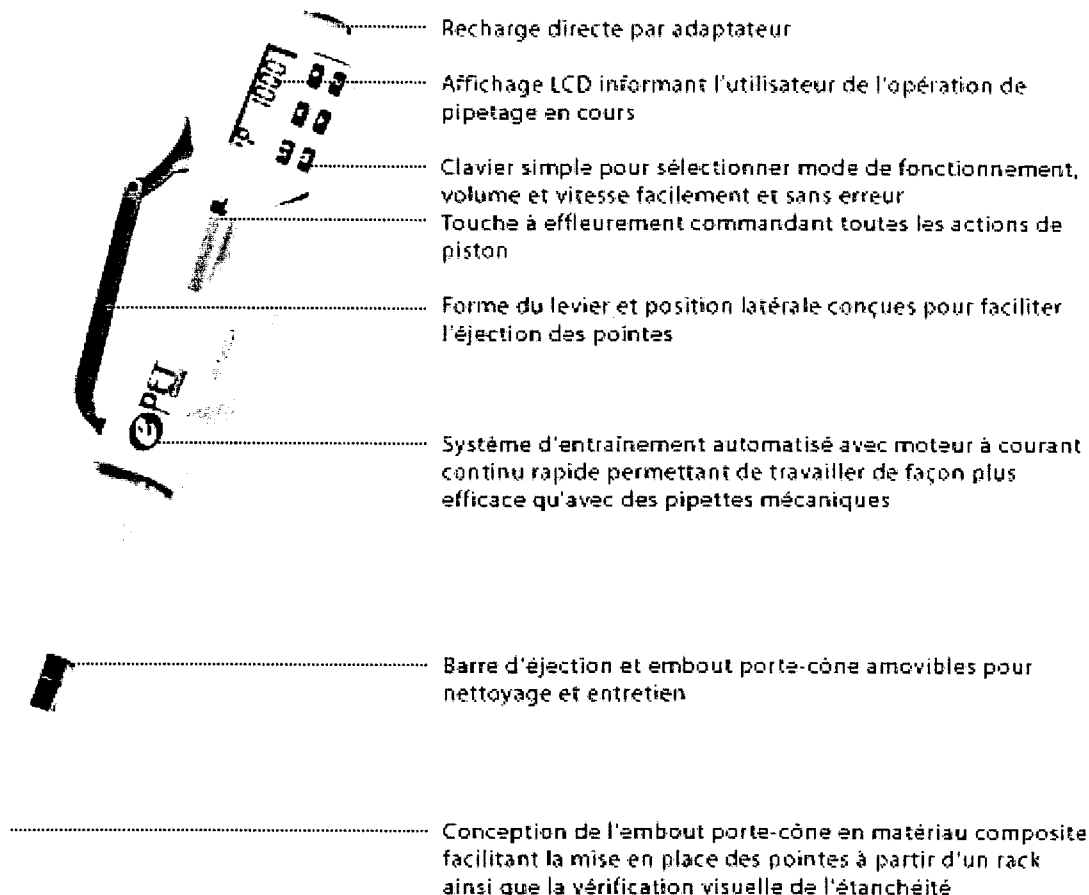 Recharge directe par adaptateur
Affichage LCD informant l'utilisateur de l'opération de
pipetage en cours
1000
P
Clavier simple pour sélectionner mode de fonctionnement,
volume et vitesse facilement et sans erreur
Touche à effleurement commandant toutes les actions de
piston
Forme du levier et position latérale conçues pour faciliter
l'éjection des pointes
Système d'entraînement automatisé avec moteur à courant
continu rapide permettant de travailler de façon plus
efficace qu'avec des pipettes mécaniques
Barre d'éjection et embout porte-cône amovibles pour
nettoyage et entretien
Conception de l'embout porte-cône en matériau composite
facilitant la mise en place des pointes à partir d'un rack
ainsi que la vérification visuelle de l'étanchéité